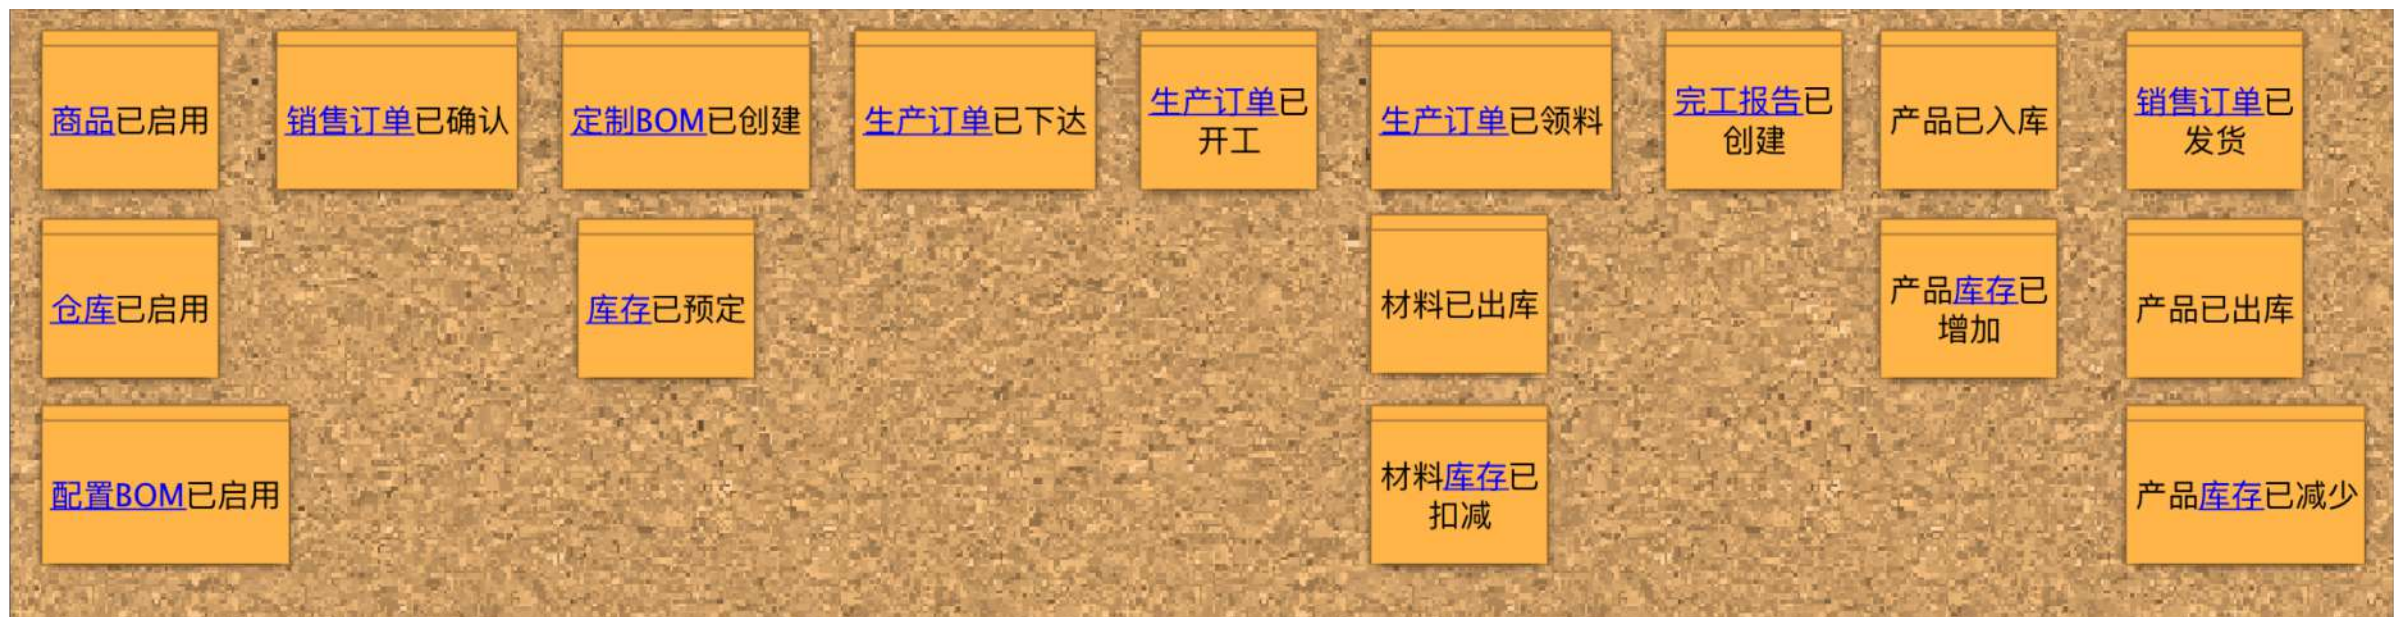 商品已启用
销售订单已确认
定制BOM已创建
生产订单已下达
生产订单已
开工
生产订单已领料
完工报告已
创建
产品已入库
销售订单已
发货
仓库已启用
库存已预定
材料已出库
产品库存已
增加
产品已出库
配置BOM已启用
材料库存已
扣减
产品库存已减少